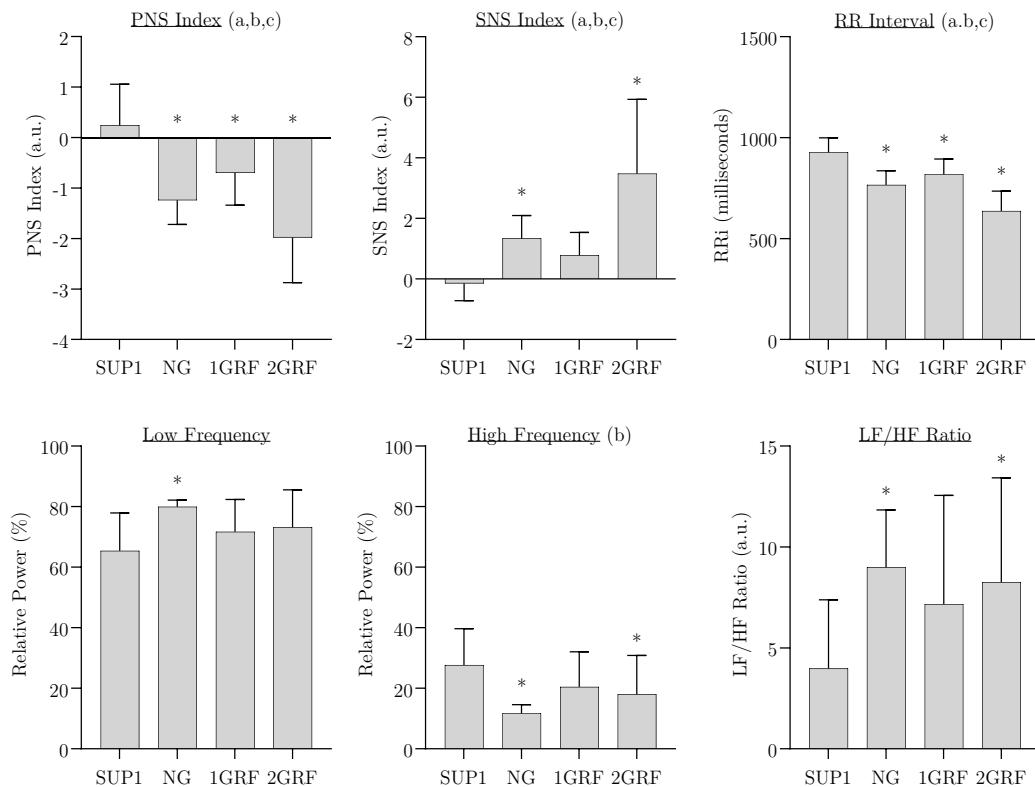 PNS Index (a,b,c)
PNS Index (a.u.)
2
1
0
-1
-2
-3
-4
* * *
SUP1 NG 1GRF 2GRF
SNS Index (a,b,c)
SNS Index (a.u.)
8
6
4
2
0
-2
* *
SUP1 NG 1GRF 2GRF
RR Interval (a.b,c)
RRi (milliseconds)
1500
1000
500
0
* * *
SUP1 NG 1GRF 2GRF
Low Frequency
Relative Power (%)
100
80
60
40
20
0
*
SUP1 NG 1GRF 2GRF
High Frequency (b)
Relative Power (%)
100
80
60
40
20
0
* *
SUP1 NG 1GRF 2GRF
LF/HF Ratio
LF/HF Ratio (a.u.)
15
10
5
0
* *
SUP1 NG 1GRF 2GRF